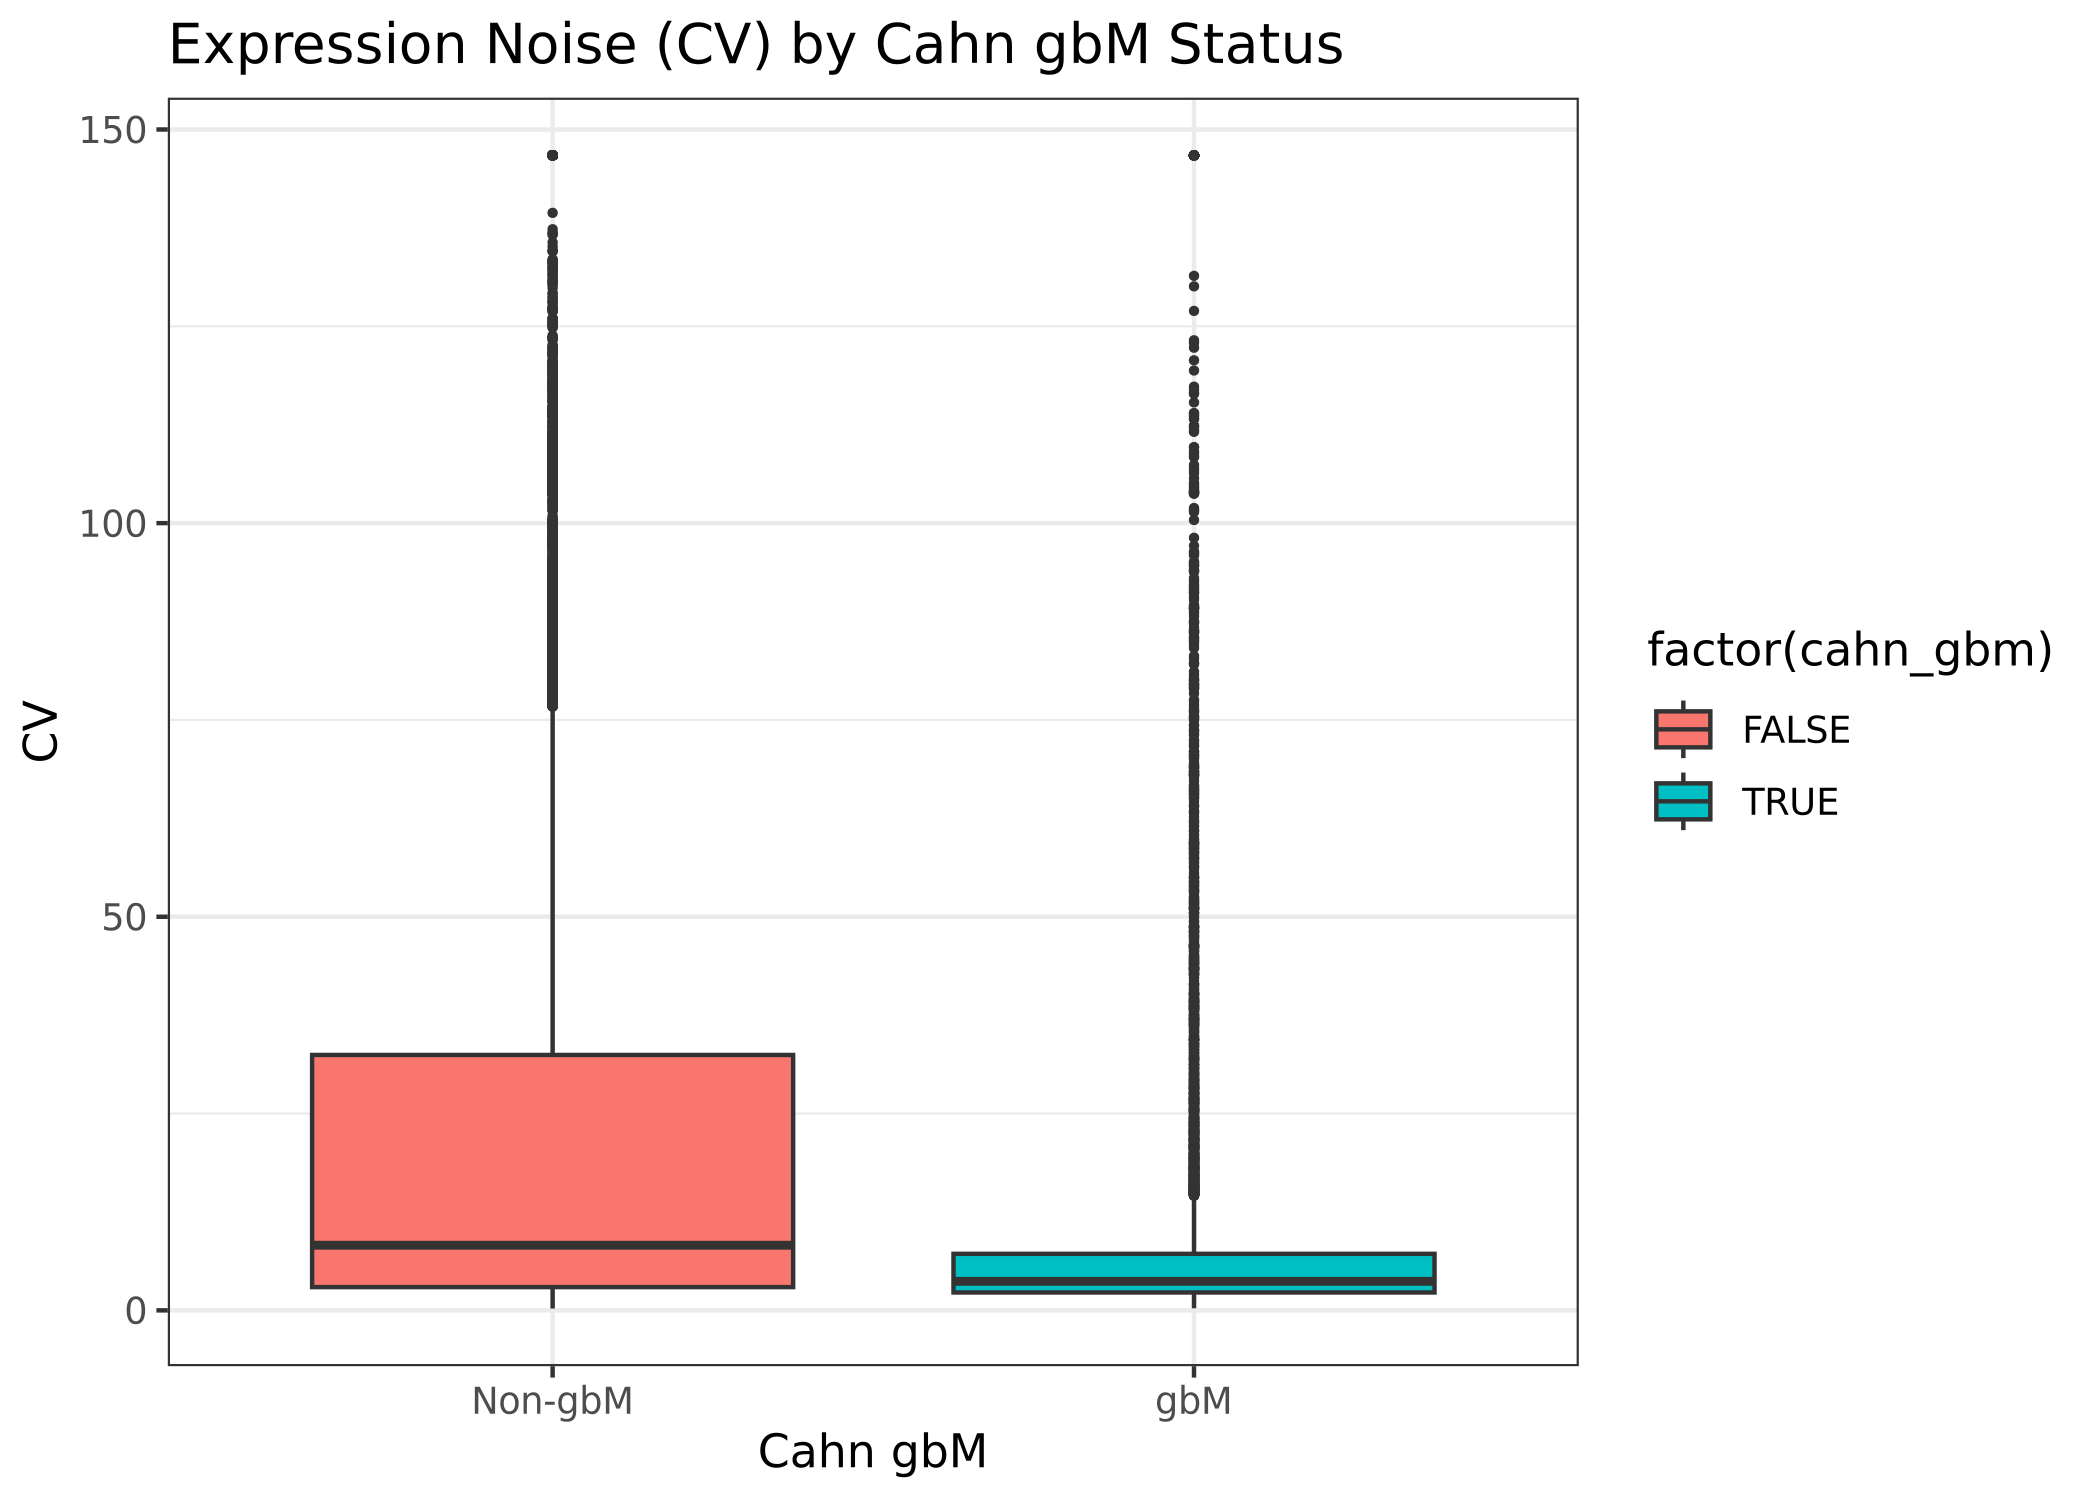 Expression Noise (CV) by Cahn gbM Status
150
100
50
0
CV
Non-gbM
gbM
Cahn gbM
factor(cahn_gbm)
FALSE
TRUE